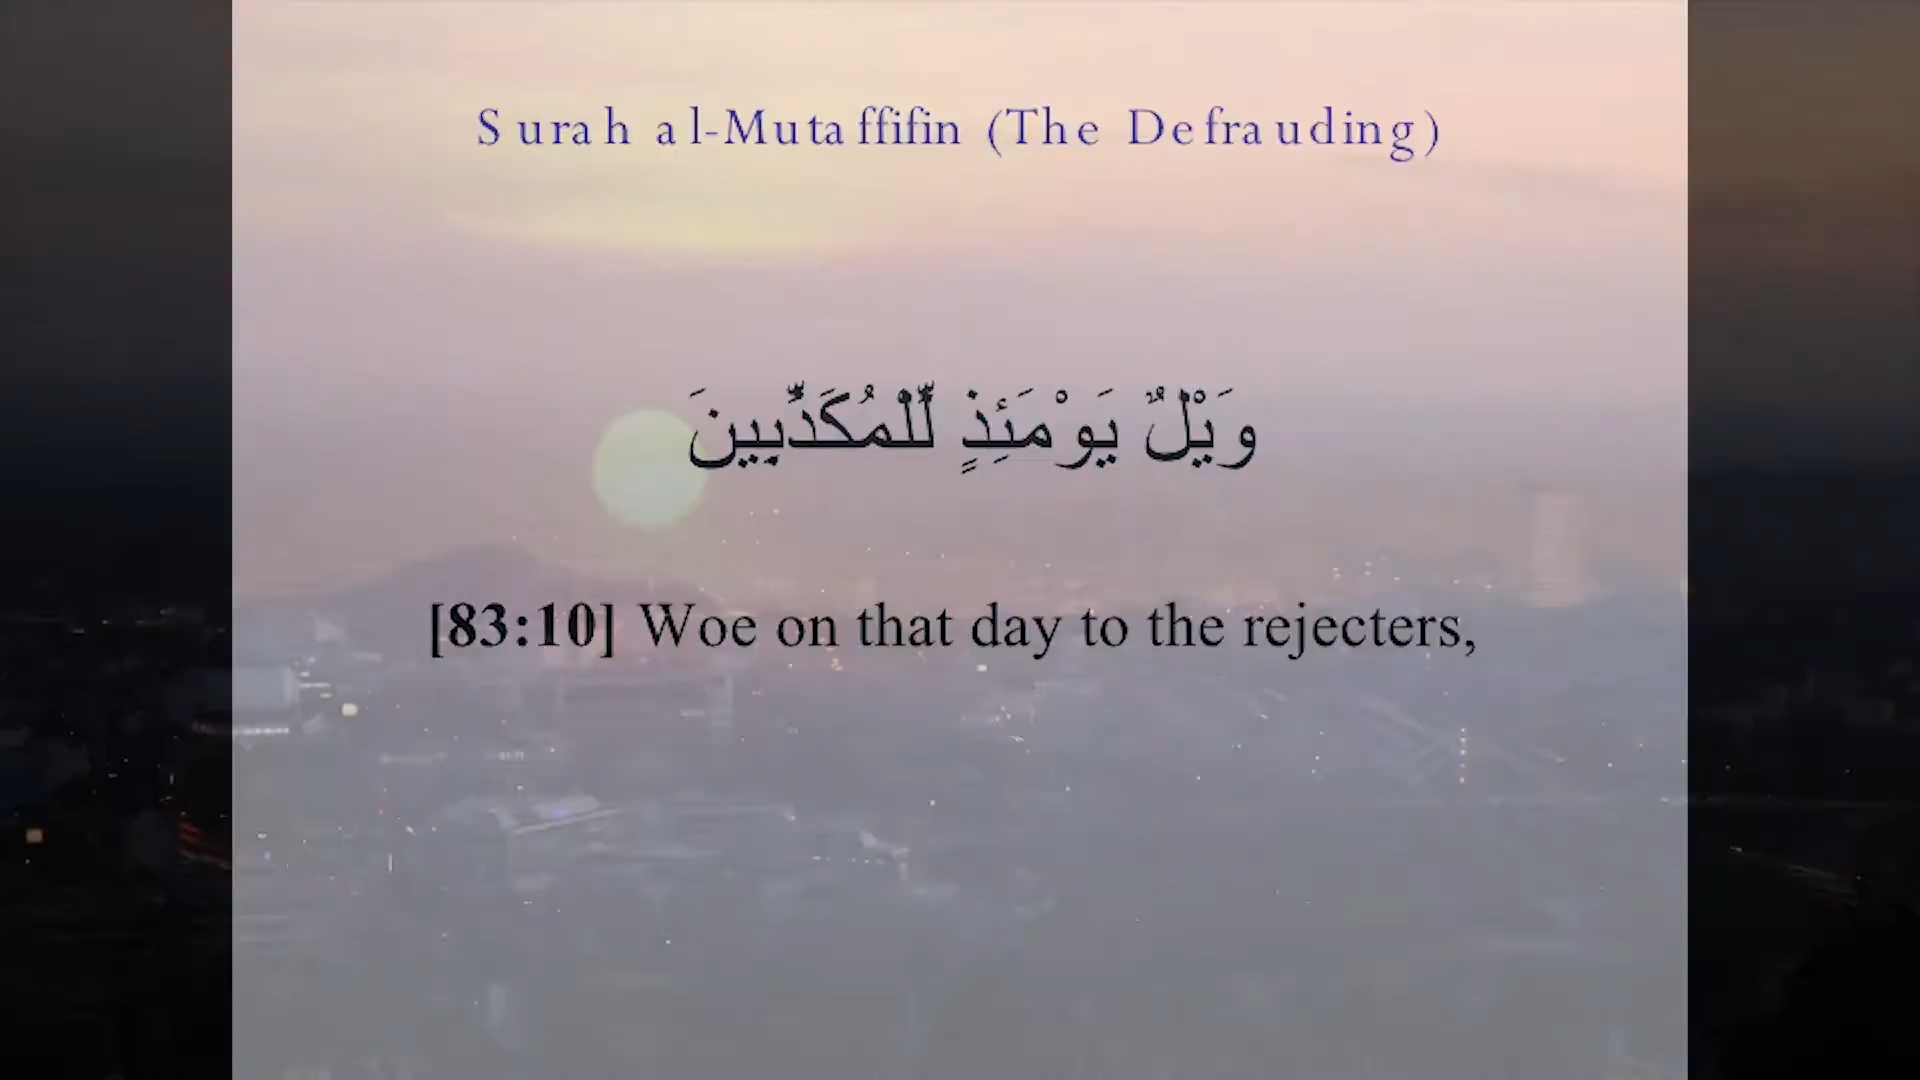 Surah al-Mutaffifin (The Defrauding)
وَيْلٌ يَوْمَئِذٍ لِّلْمُكَذِّبِينَ
[83:10] Woe on that day to the rejecters,